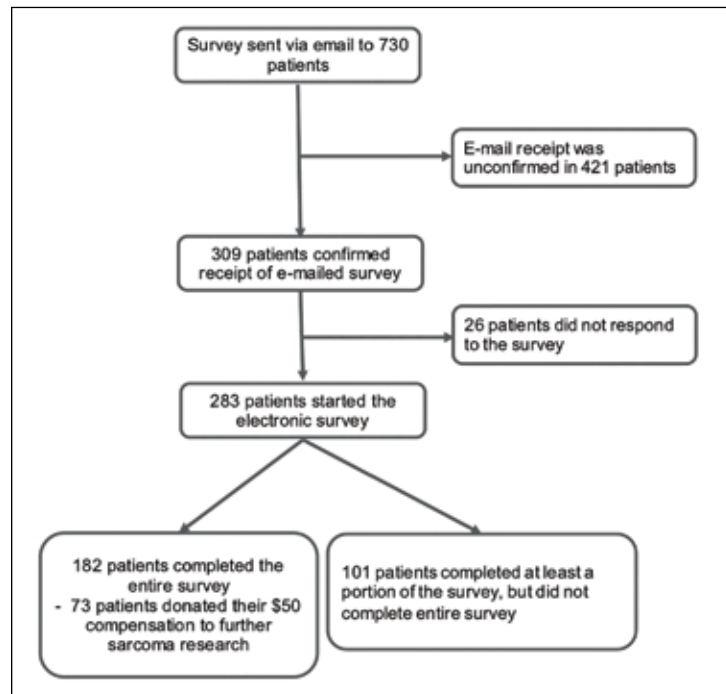 Survey sent via email to 730
patients
E-mail receipt was
unconfirmed in 421 patients
309 patients confirmed
receipt of e-mailed survey
26 patients did not respond
to the survey
283 patients started the
electronic survey
182 patients completed the
entire survey
- 73 patients donated their $50
compensation to further
sarcoma research
101 patients completed at least a
portion of the survey, but did not
complete entire survey